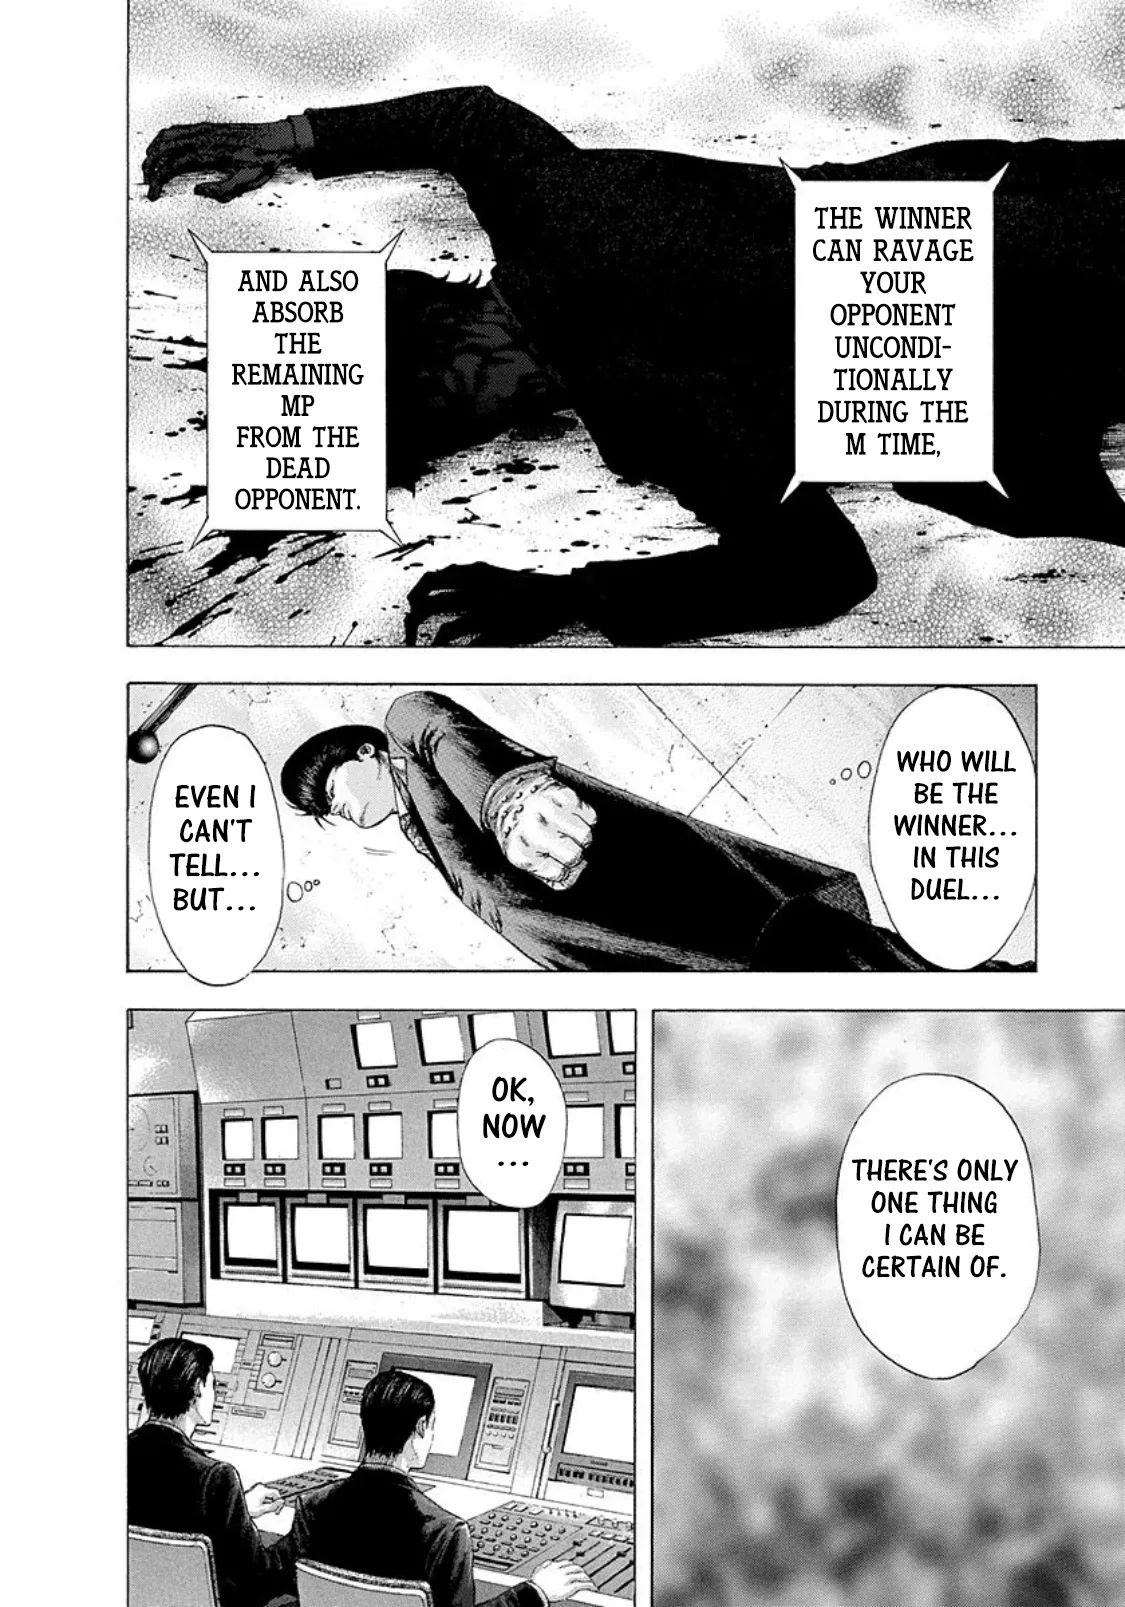 THE WINNER
CAN RAVAGE
YOUR
OPPONENT
UNCONDI-
TIONALLY
DURING THE
M TIME,
AND ALSO
ABSORB
THE
REMAINING
MP
FROM THE
DEAD
OPPONENT.
WHO WILL
BE THE
WINNER...
IN THIS
DUEL...
EVEN I
CAN'T
TELL...
BUT...
THERE'S ONLY
ONE THING
I CAN BE
CERTAIN OF.
OK,
NOW
...